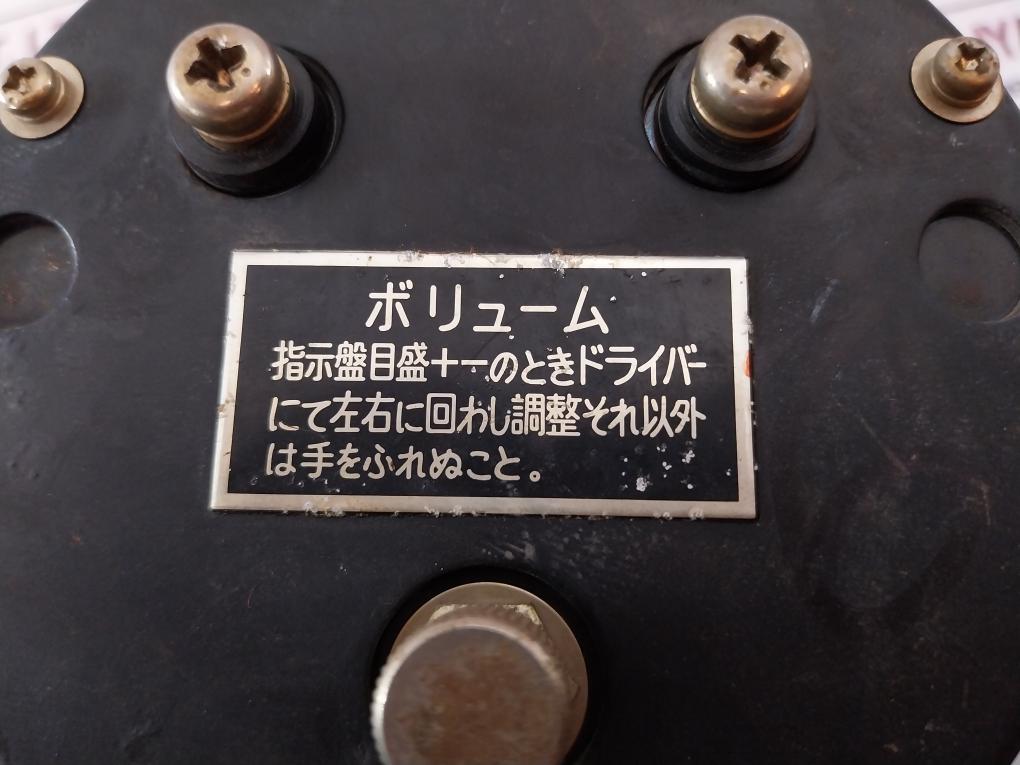 ボリューム
指示盤目盛+-のときドライバー
にて左右に回わし調整それ以外
は手をふれぬこと。